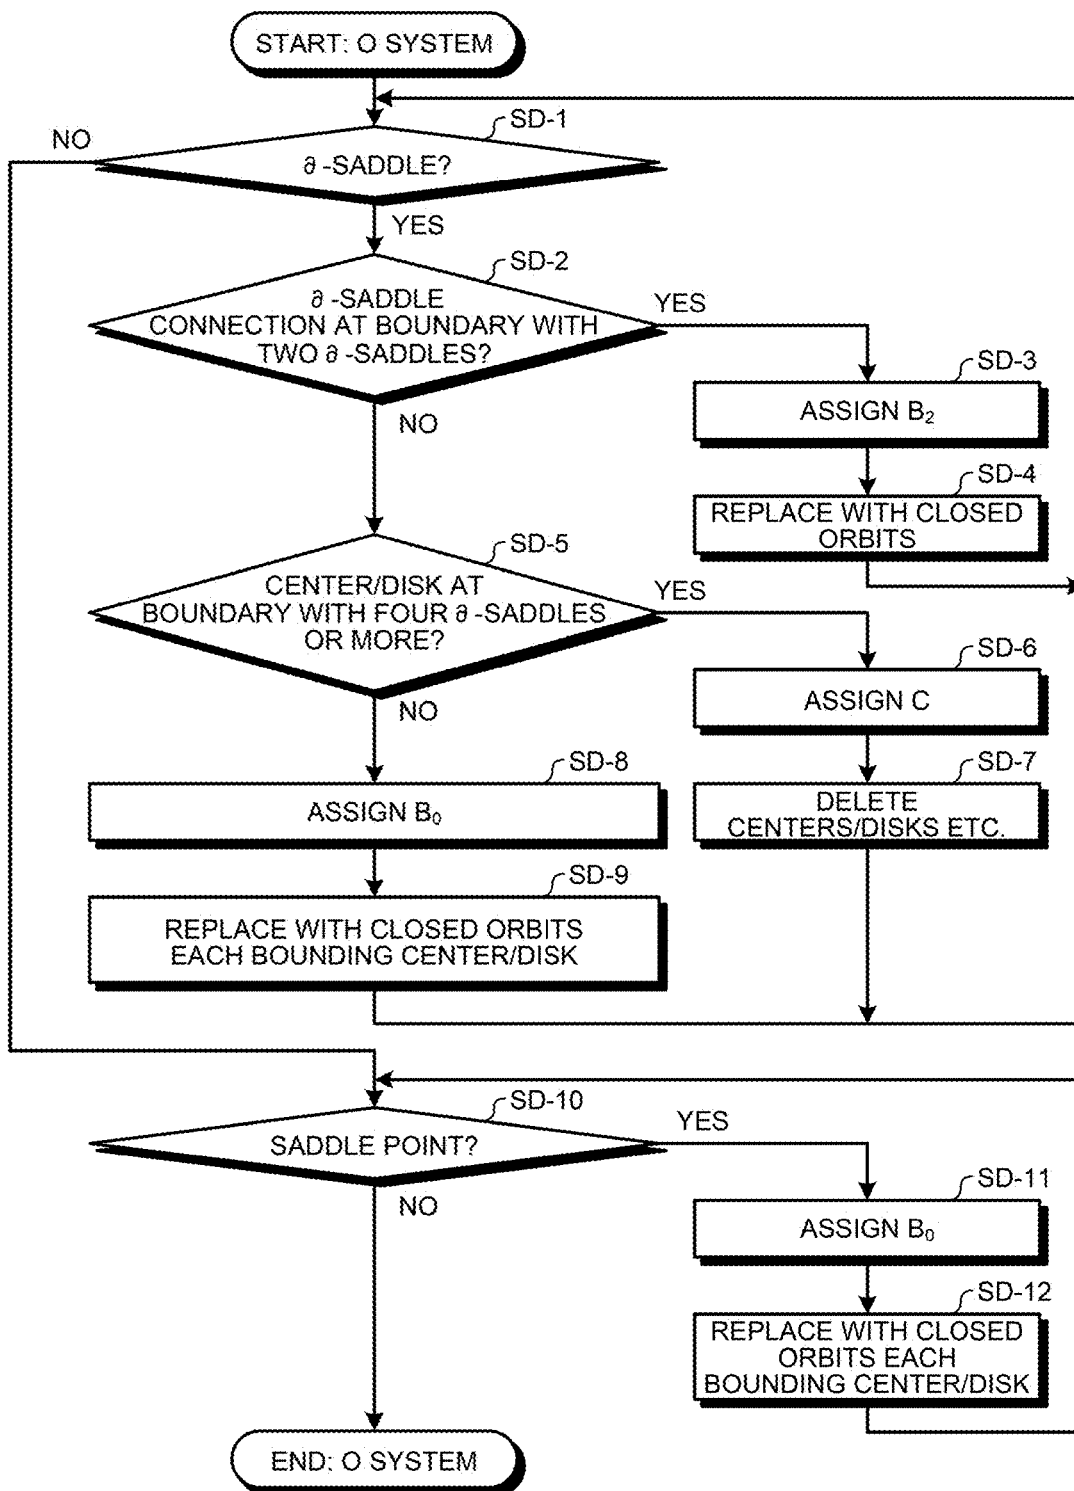 START: O SYSTEM
SD-1
NO
∂-SADDLE?
YES
SD-2
∂-SADDLE
CONNECTION AT BOUNDARY WITH
TWO ∂-SADDLES?
YES
NO
SD-3
ASSIGN B₂
SD-4
REPLACE WITH CLOSED
ORBITS
SD-5
CENTER/DISK AT
BOUNDARY WITH FOUR ∂-SADDLES
OR MORE?
YES
NO
SD-6
ASSIGN C
SD-7
DELETE
CENTERS/DISKS ETC.
SD-8
ASSIGN B₀
SD-9
REPLACE WITH CLOSED ORBITS
EACH BOUNDING CENTER/DISK
SD-10
SADDLE POINT?
YES
NO
SD-11
ASSIGN B₀
SD-12
REPLACE WITH CLOSED
ORBITS EACH
BOUNDING CENTER/DISK
END: O SYSTEM